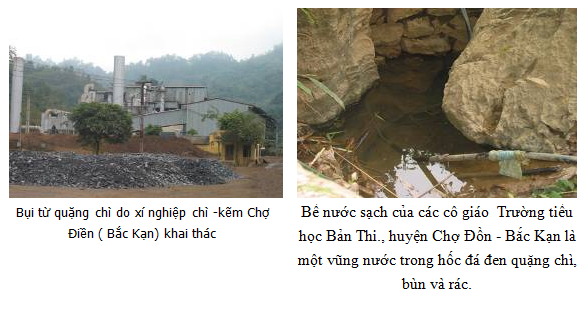 Bụi từ quặng chì do xí nghiệp chì -kẽm Chợ
Điền ( Bắc Kạn) khai thác
Bể nước sạch của các cô giáo Trường tiểu
học Bản Thi., huyện Chợ Đồn - Bắc Kạn là
một vũng nước trong hốc đá đen quặng chì,
bùn và rác.